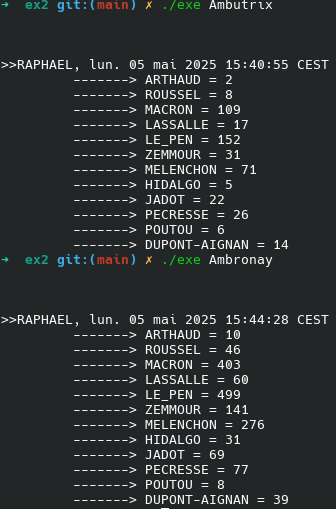 ➜  ex2 git:(main) ✗ ./exe Ambutrix
>>RAPHAEL, lun. 05 mai 2025 15:40:55 CEST
-------> ARTHAUD = 2
-------> ROUSSEL = 8
-------> MACRON = 109
-------> LASSALLE = 17
-------> LE_PEN = 152
-------> ZEMMOUR = 31
-------> MELENCHON = 71
-------> HIDALGO = 5
-------> JADOT = 22
-------> PECRESSE = 26
-------> POUTOU = 6
-------> DUPONT-AIGNAN = 14
➜  ex2 git:(main) ✗ ./exe Ambronay
>>RAPHAEL, lun. 05 mai 2025 15:44:28 CEST
-------> ARTHAUD = 10
-------> ROUSSEL = 46
-------> MACRON = 403
-------> LASSALLE = 60
-------> LE_PEN = 499
-------> ZEMMOUR = 141
-------> MELENCHON = 276
-------> HIDALGO = 31
-------> JADOT = 69
-------> PECRESSE = 77
-------> POUTOU = 8
-------> DUPONT-AIGNAN = 39